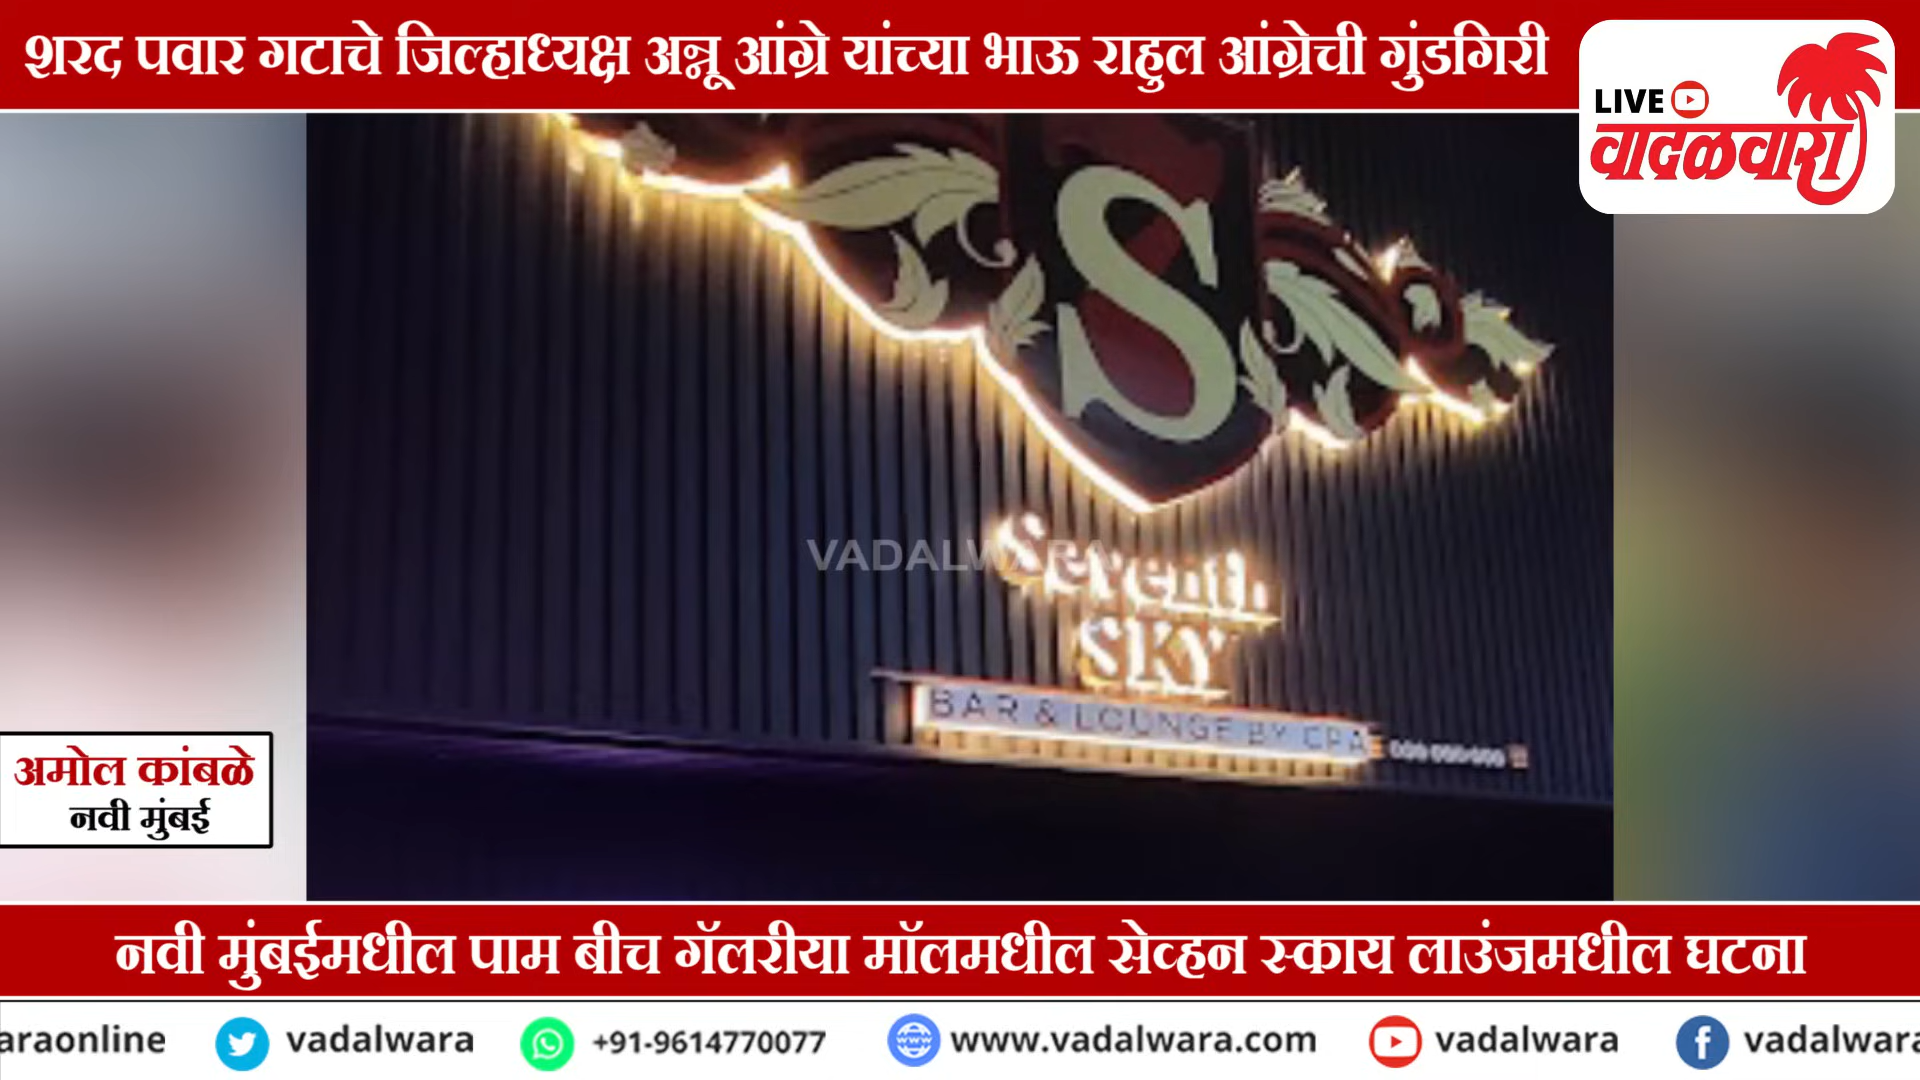 शरद पवार गटाचे जिल्हाध्यक्ष अन्नू आंग्रे यांच्या भाऊ राहुल आंग्रेची गुंडगिरी
LIVE
वादळवारा
S
VADALWARA
Seventh
SKY
BAR & LOUNGE BY CPA
अमोल कांबळे
नवी मुंबई
नवी मुंबईमधील पाम बीच गॅलरीया मॉलमधील सेव्हन स्काय लाउंजमधील घटना
araonline vadalwara +91-9614770077 www.vadalwara.com vadalwara vadalwara